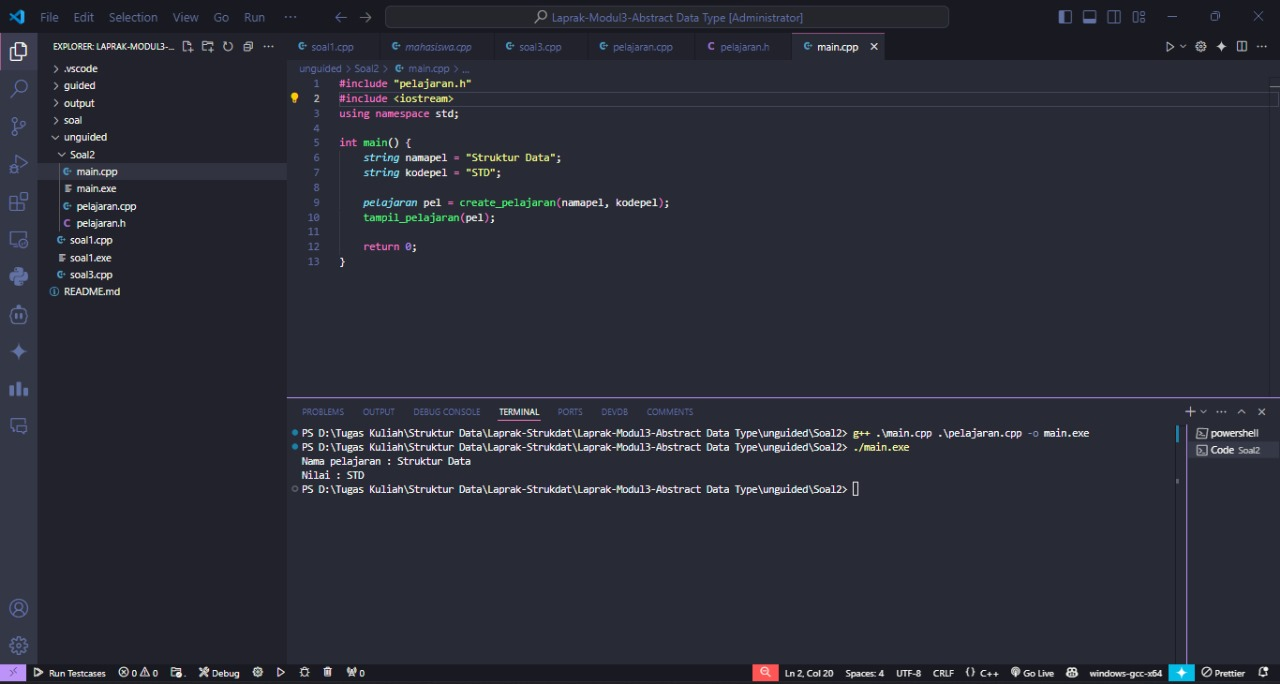 File Edit Selection View Go Run ··· Laprak-Modul3-Abstract Data Type [Administrator]
EXPLORER: LAPRAK-MODUL3-...
.vscode
guided
output
soal
unguided
Soal2
main.cpp
main.exe
pelajaran.cpp
pelajaran.h
soal1.cpp
soal1.exe
soal3.cpp
README.md
soal1.cpp mahasiswa.cpp soal3.cpp pelajaran.cpp pelajaran.h main.cpp
unguided > Soal2 > main.cpp > ...
1 #include "pelajaran.h"
2 #include <iostream>
3 using namespace std;
4
5 int main() {
6 string namapel = "Struktur Data";
7 string kodepel = "STD";
8
9 pelajaran pel = create_pelajaran(namapel, kodepel);
10 tampil_pelajaran(pel);
11
12 return 0;
13 }
PROBLEMS OUTPUT DEBUG CONSOLE TERMINAL PORTS DEVDB COMMENTS
PS D:\Tugas Kuliah\Struktur Data\Laprak-Strukdat\Laprak-Modul3-Abstract Data Type\unguided\Soal2> g++ .\main.cpp .\pelajaran.cpp -o main.exe
PS D:\Tugas Kuliah\Struktur Data\Laprak-Strukdat\Laprak-Modul3-Abstract Data Type\unguided\Soal2> ./main.exe
Nama pelajaran : Struktur Data
Nilai : STD
PS D:\Tugas Kuliah\Struktur Data\Laprak-Strukdat\Laprak-Modul3-Abstract Data Type\unguided\Soal2>
powershell
Code Soal2
Run Testcases 0 0 Debug 0 Ln 2, Col 20 Spaces: 4 UTF-8 CRLF {} C++ Go Live windows-gcc-x64 Prettier